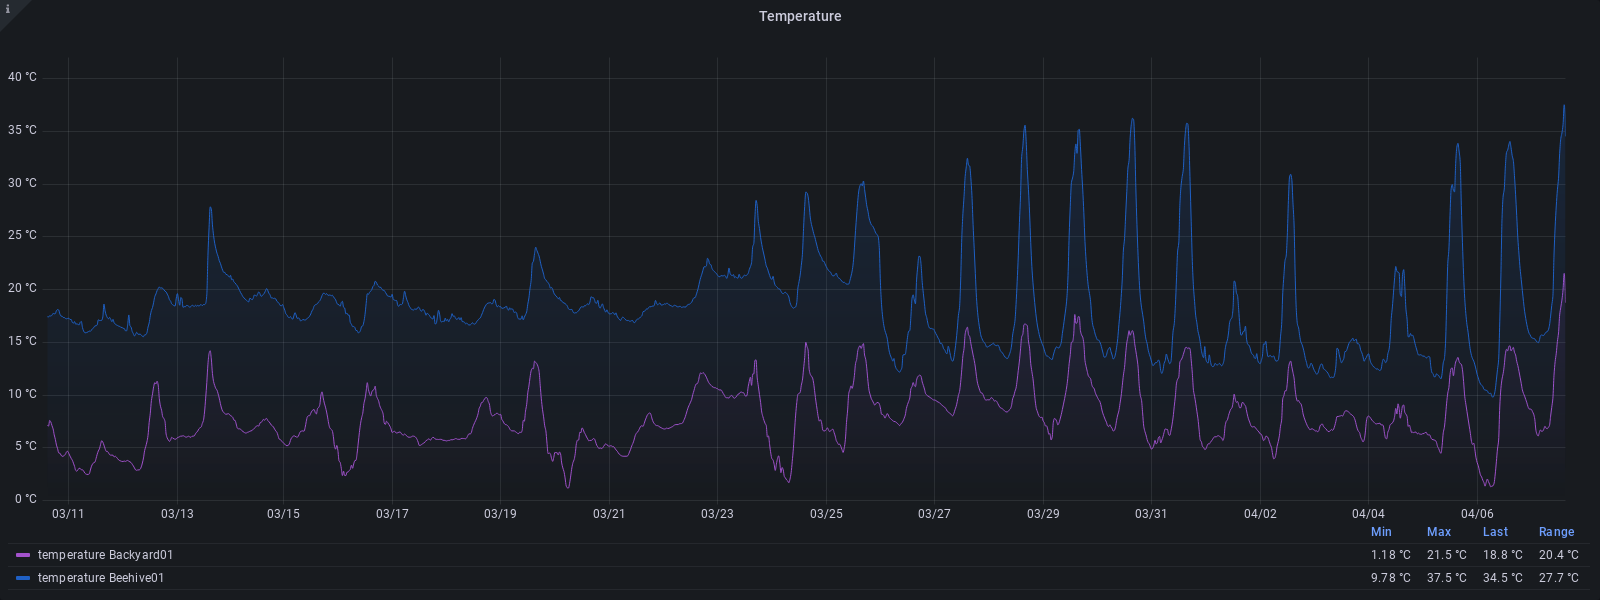 i
Temperature
40 °C
35 °C
30 °C
25 °C
20 °C
15 °C
10 °C
5 °C
0 °C
03/11 03/13 03/15 03/17 03/19 03/21 03/23 03/25 03/27 03/29 03/31 04/02 04/04 04/06
Min Max Last Range
temperature Backyard01 1.18 °C 21.5 °C 18.8 °C 20.4 °C
temperature Beehive01 9.78 °C 37.5 °C 34.5 °C 27.7 °C